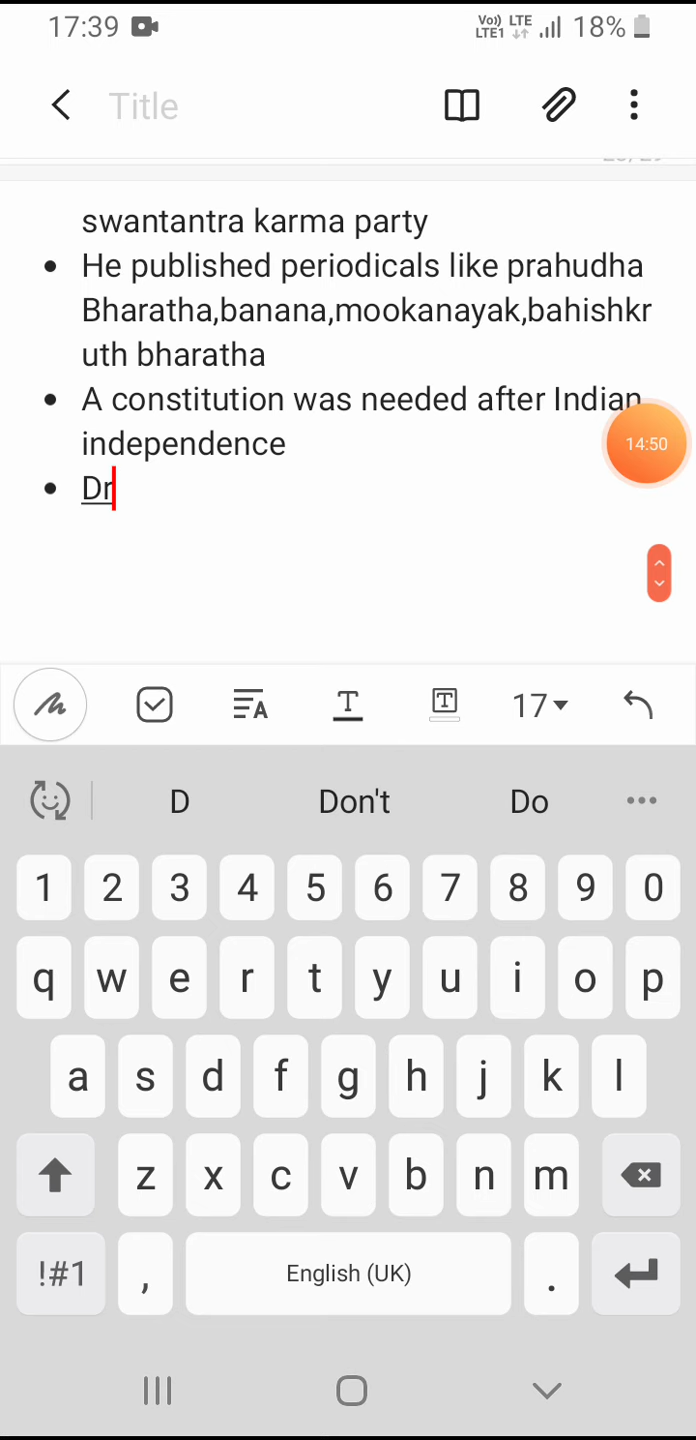 17:39 Vo)) LTE LTE1 18%
Title
swantantra karma party
• He published periodicals like prahudha
Bharatha,banana,mookanayak,bahishkr
uth bharatha
• A constitution was needed after Indian
independence
14:50
• Dr
17
D Don't Do
1 2 3 4 5 6 7 8 9 0
q w e r t y u i o p
a s d f g h j k l
z x c v b n m
!#1 , English (UK) .